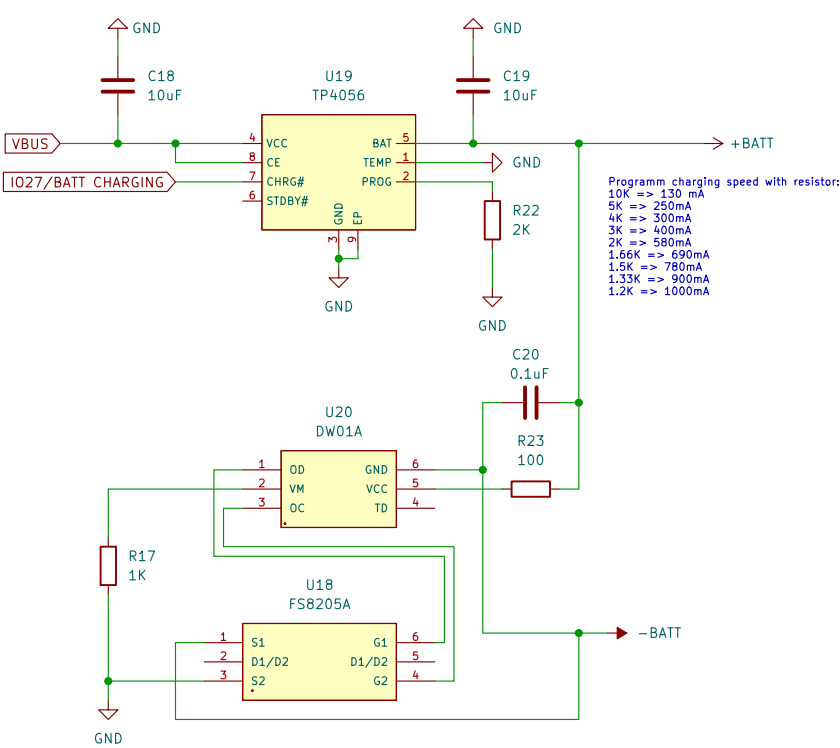 GND
GND
C18
10uF
U19
TP4056
C19
10uF
VBUS
4
VCC
BAT
5
+BATT
8
CE
TEMP
1
GND
IO27/BATT CHARGING
7
CHRG#
PROG
2
6
STDBY#
GND
EP
3
9
R22
2K
GND
GND
Programm charging speed with resistor:
10K => 130 mA
5K => 250mA
4K => 300mA
3K => 400mA
2K => 580mA
1.66K => 690mA
1.5K => 780mA
1.33K => 900mA
1.2K => 1000mA
C20
0.1uF
R23
100
U20
DW01A
1
OD
GND
6
2
VM
VCC
5
3
OC
TD
4
R17
1K
U18
FS8205A
1
S1
G1
6
2
D1/D2
D1/D2
5
3
S2
G2
4
-BATT
GND